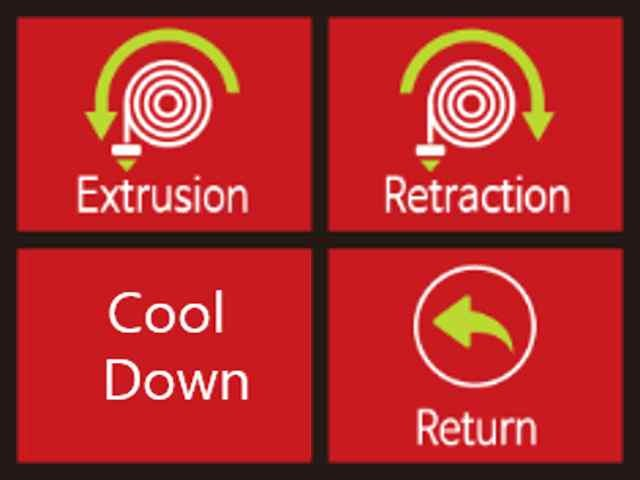 Extrusion
Retraction
Cool
Down
Return